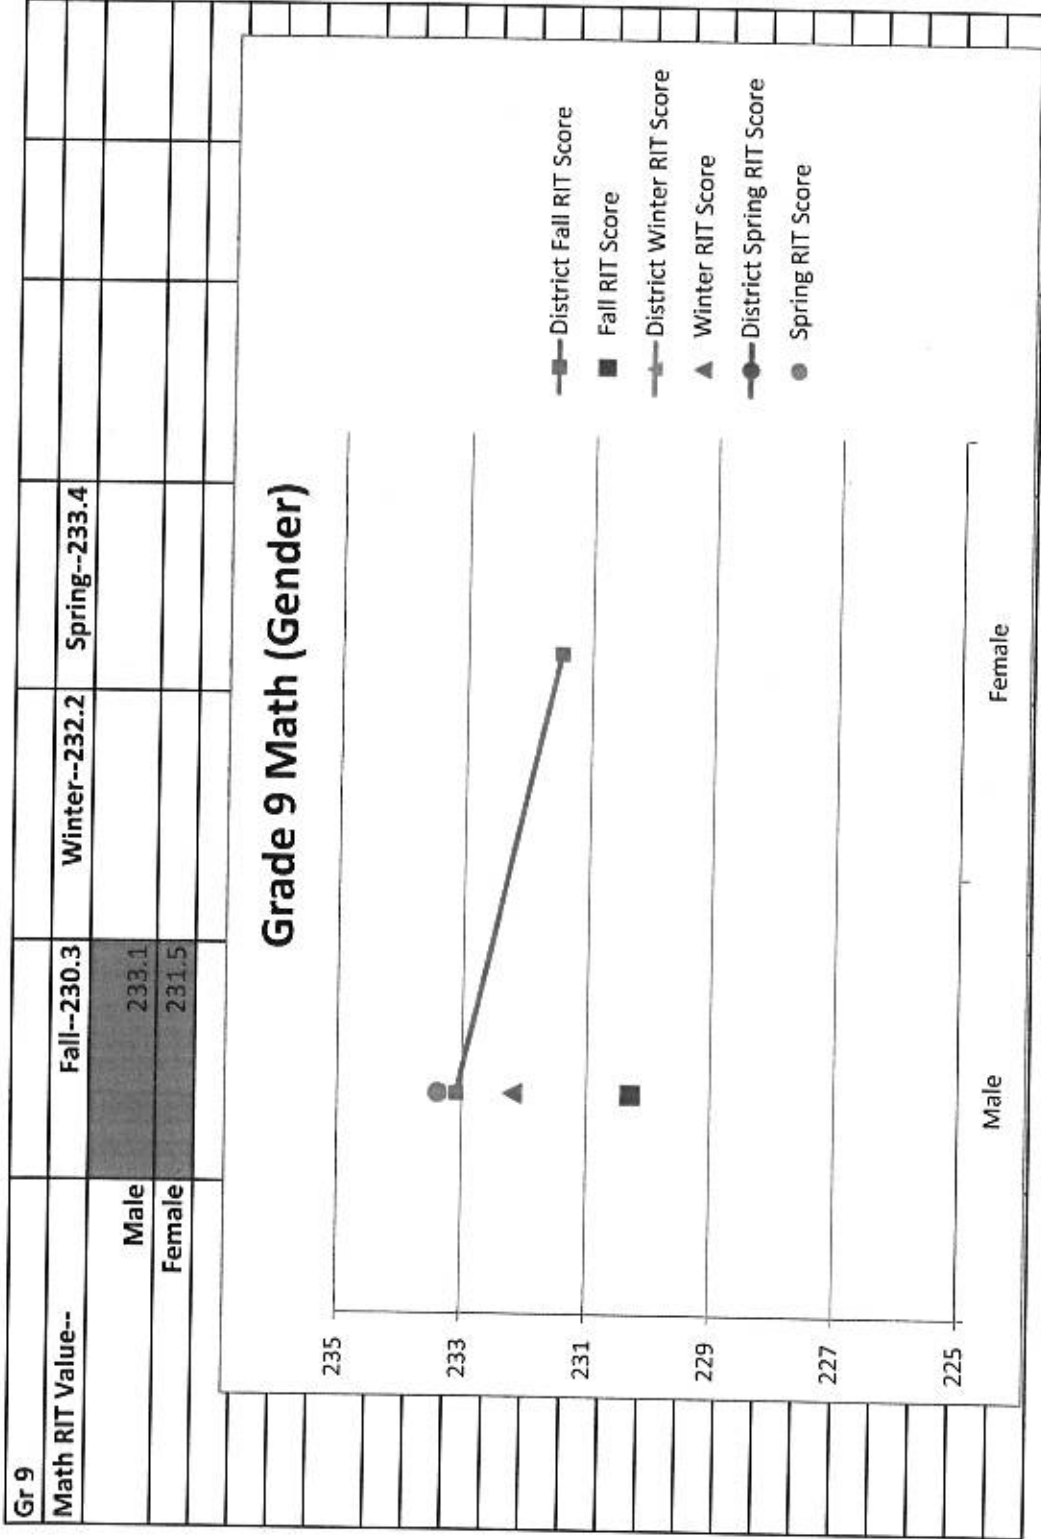 Gr 9
Math RIT Value-- Fall--230.3 Winter--232.2 Spring--233.4
Male 233.1
Female 231.5
Grade 9 Math (Gender)
235
233
231
229
227
225
Male Female
District Fall RIT Score
Fall RIT Score
District Winter RIT Score
Winter RIT Score
District Spring RIT Score
Spring RIT Score